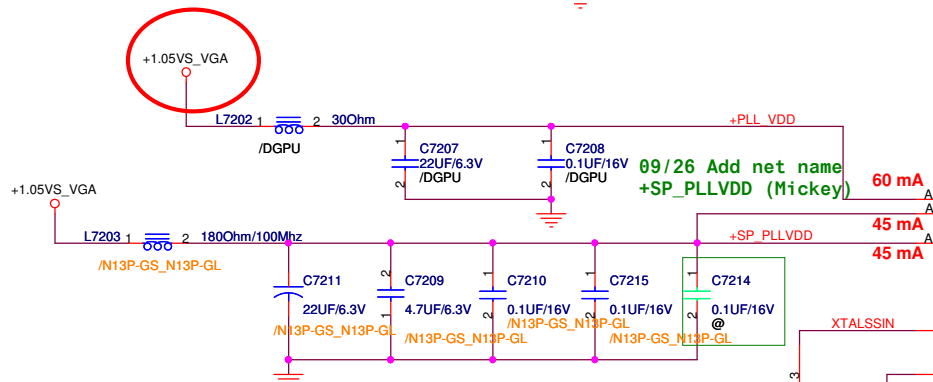 +1.05VS_VGA
L7202 1 2 30Ohm
/DGPU
+PLL_VDD
1
C7207
22UF/6.3V
2
/DGPU
1
C7208
0.1UF/16V
2
/DGPU
09/26 Add net name
+SP_PLLVDD (Mickey)
60 mA
A
A
45 mA
A
45 mA
+1.05VS_VGA
L7203 1 2 180Ohm/100Mhz
/N13P-GS_N13P-GL
+SP_PLLVDD
C7211
22UF/6.3V
/N13P-GS_N13P-GL
2
C7209
4.7UF/6.3V
1
/N13P-GS_N13P-GL
1
C7210
0.1UF/16V
2
/N13P-GS_N13P-GL
1
C7215
0.1UF/16V
2
/N13P-GS_N13P-GL
1
C7214
0.1UF/16V
2
@
XTALSSIN
3